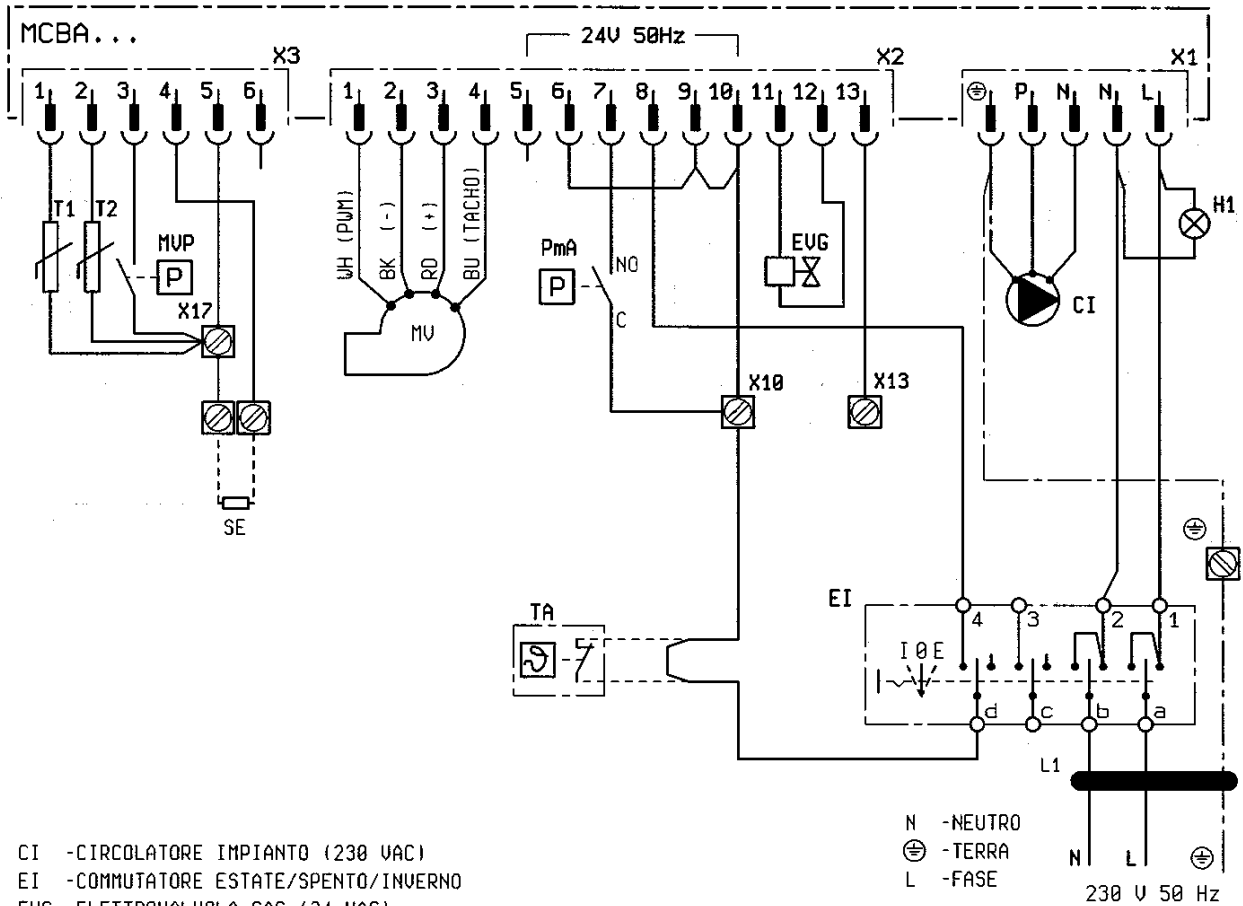 MCBA...
24V 50Hz
X3 X2 X1
1 2 3 4 5 6
1 2 3 4 5 6 7 8 9 10 11 12 13
P N N L
T1 T2
MVP
P
X17
WH (PWM)
BK (-)
RD (+)
BU (TACHO)
MV
PmA
P
NO
C
EVG
H1
CI
X10
X13
SE
TA
EI
4 3 2 1
I 0 E
d c b a
L1
N -NEUTRO
-TERRA
L -FASE
N L
230 V 50 Hz
CI -CIRCOLATORE IMPIANTO (230 VAC)
EI -COMMUTATORE ESTATE/SPENTO/INVERNO